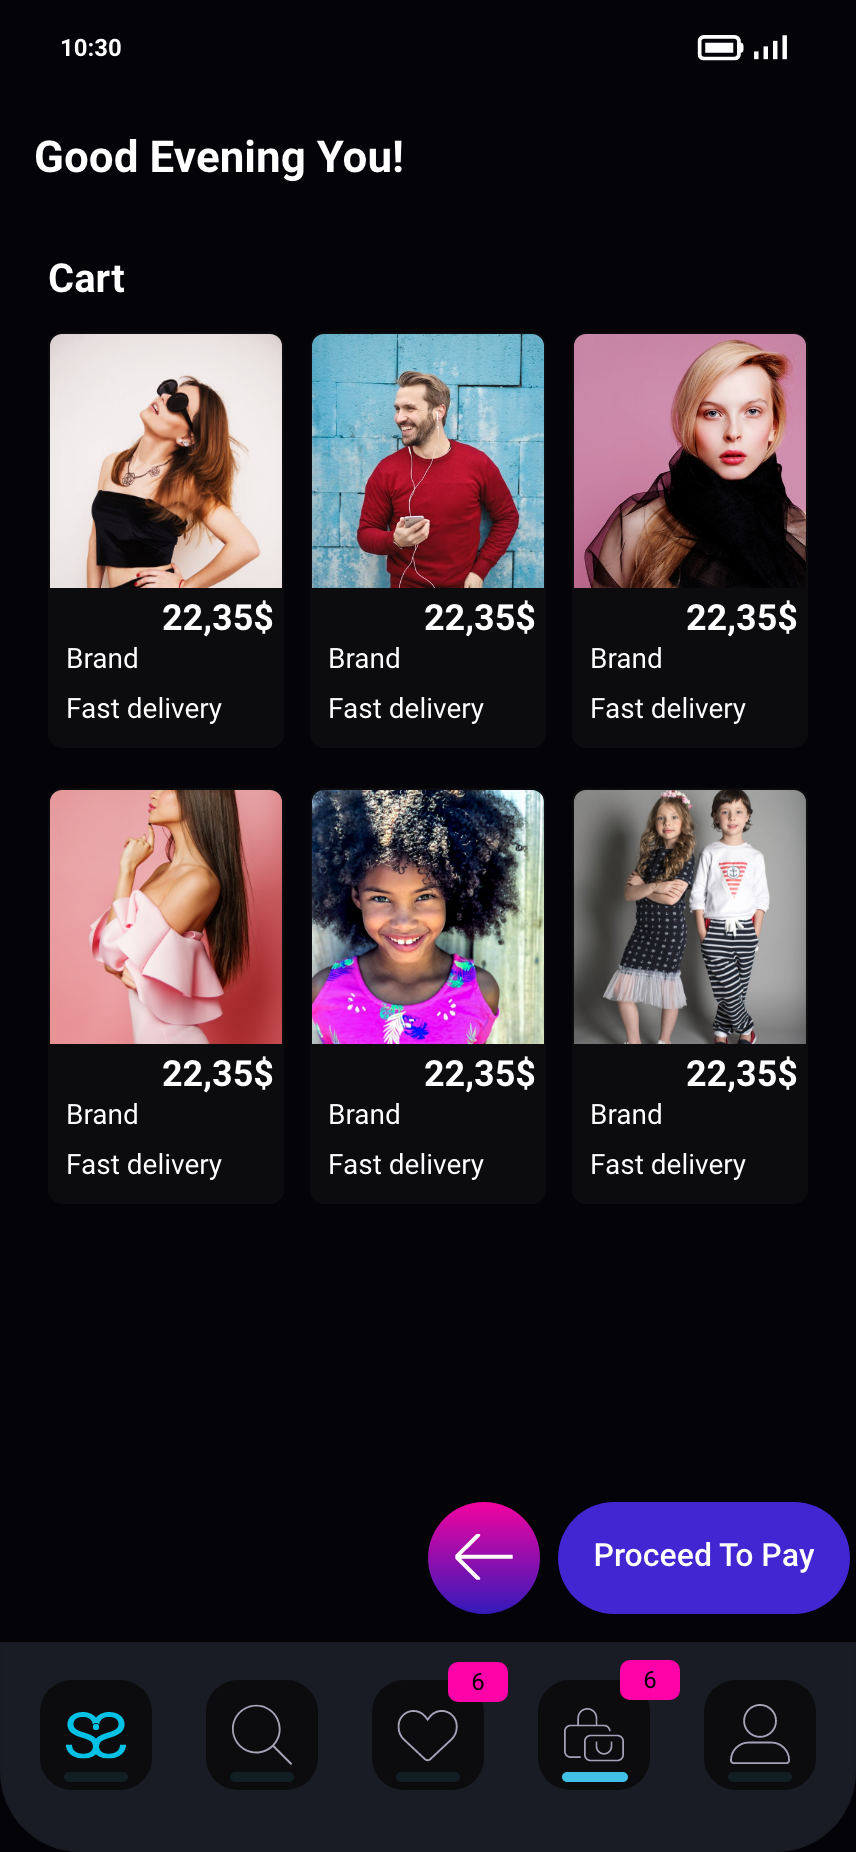 10:30
Good Evening You!
Cart
22,35$ 22,35$ 22,35$
Brand Brand Brand
Fast delivery Fast delivery Fast delivery
22,35$ 22,35$ 22,35$
Brand Brand Brand
Fast delivery Fast delivery Fast delivery
Proceed To Pay
6 6